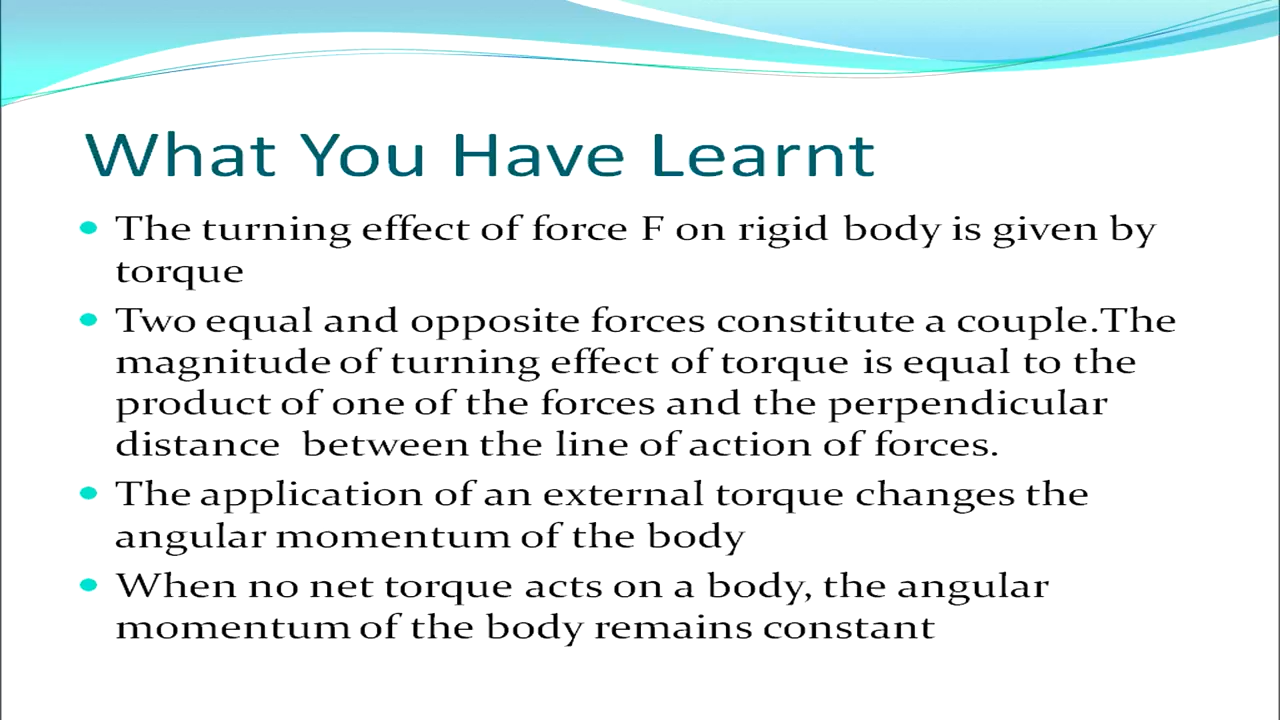 What You Have Learnt
The turning effect of force F on rigid body is given by
torque
Two equal and opposite forces constitute a couple.The
magnitude of turning effect of torque is equal to the
product of one of the forces and the perpendicular
distance between the line of action of forces.
The application of an external torque changes the
angular momentum of the body
When no net torque acts on a body, the angular
momentum of the body remains constant